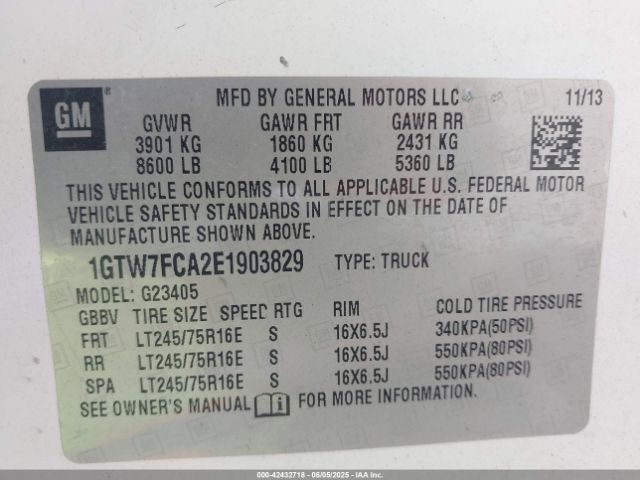 GM
MFD BY GENERAL MOTORS LLC
11/13
GVWR GAWR FRT GAWR RR
3901 KG 1860 KG 2431 KG
8600 LB 4100 LB 5360 LB
THIS VEHICLE CONFORMS TO ALL APPLICABLE U.S. FEDERAL MOTOR
VEHICLE SAFETY STANDARDS IN EFFECT ON THE DATE OF
MANUFACTURE SHOWN ABOVE.
1GTW7FCA2E1903829 TYPE: TRUCK
MODEL: G23405
GBBV TIRE SIZE SPEED RTG RIM COLD TIRE PRESSURE
FRT LT245/75R16E S 16X6.5J 340KPA(50PSI)
RR LT245/75R16E S 16X6.5J 550KPA(80PSI)
SPA LT245/75R16E S 16X6.5J 550KPA(80PSI)
SEE OWNER'S MANUAL i FOR MORE INFORMATION.
000-42432718 - 06/05/2025 - IAAI.COM